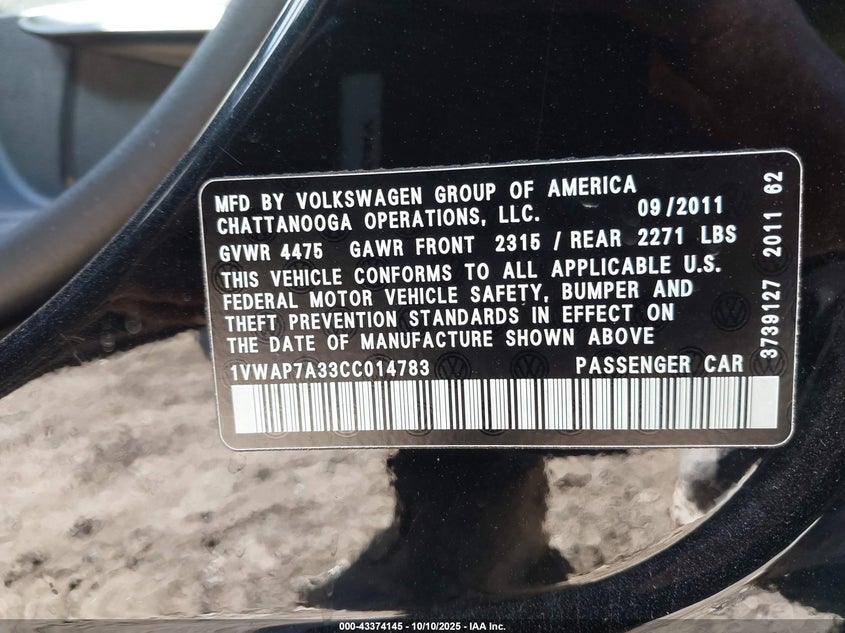 MFD BY VOLKSWAGEN GROUP OF AMERICA
CHATTANOOGA OPERATIONS, LLC. 09/2011
GVWR 4475 GAWR FRONT 2315 / REAR 2271 LBS
THIS VEHICLE CONFORMS TO ALL APPLICABLE U.S.
FEDERAL MOTOR VEHICLE SAFETY, BUMPER AND
THEFT PREVENTION STANDARDS IN EFFECT ON
THE DATE OF MANUFACTURE SHOWN ABOVE
1VWAP7A33CC014783 PASSENGER CAR
3739127 2011 62
000-43374145 - 10/10/2025 - IAA Inc.